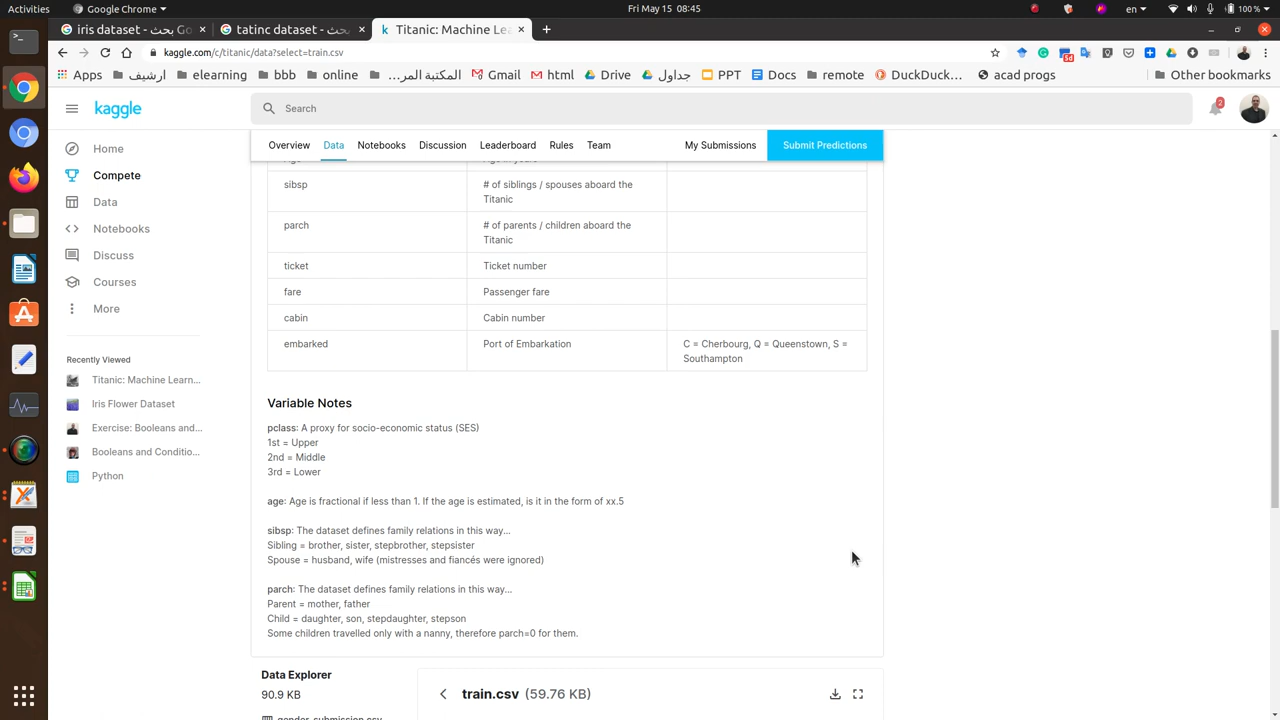 Activities
Google Chrome
Fri May 15 08:45
en
100 %
iris dataset - بحث Go
tatinc dataset - بحث
Titanic: Machine Lea
kaggle.com/c/titanic/data?select=train.csv
5d
Apps
ارشيف
elearning
bbb
online
المكتبة المر...
Gmail
html
Drive
جداول
PPT
Docs
remote
DuckDuck...
acad progs
Other bookmarks
kaggle
Search
2
Home
Compete
Data
Notebooks
Discuss
Courses
More
Recently Viewed
Titanic: Machine Learn...
Iris Flower Dataset
Exercise: Booleans and...
Booleans and Conditio...
Python
Overview
Data
Notebooks
Discussion
Leaderboard
Rules
Team
My Submissions
Submit Predictions
sibsp
# of siblings / spouses aboard the
Titanic
parch
# of parents / children aboard the
Titanic
ticket
Ticket number
fare
Passenger fare
cabin
Cabin number
embarked
Port of Embarkation
C = Cherbourg, Q = Queenstown, S =
Southampton
Variable Notes
pclass: A proxy for socio-economic status (SES)
1st = Upper
2nd = Middle
3rd = Lower
age: Age is fractional if less than 1. If the age is estimated, is it in the form of xx.5
sibsp: The dataset defines family relations in this way...
Sibling = brother, sister, stepbrother, stepsister
Spouse = husband, wife (mistresses and fiancés were ignored)
parch: The dataset defines family relations in this way...
Parent = mother, father
Child = daughter, son, stepdaughter, stepson
Some children travelled only with a nanny, therefore parch=0 for them.
Data Explorer
90.9 KB
gender_submission.csv
train.csv (59.76 KB)